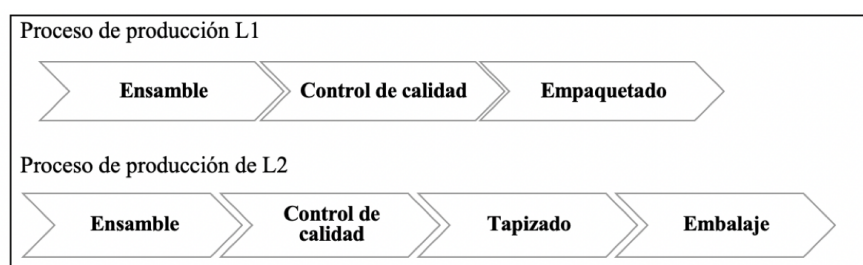 Proceso de producción L1
Ensamble
Control de calidad
Empaquetado
Proceso de producción de L2
Ensamble
Control de
calidad
Tapizado
Embalaje